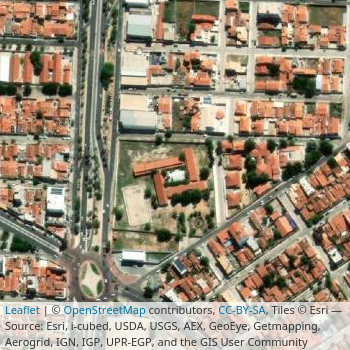 Leaflet | © OpenStreetMap contributors, CC-BY-SA, Tiles © Esri —
Source: Esri, i-cubed, USDA, USGS, AEX, GeoEye, Getmapping,
Aerogrid, IGN, IGP, UPR-EGP, and the GIS User Community